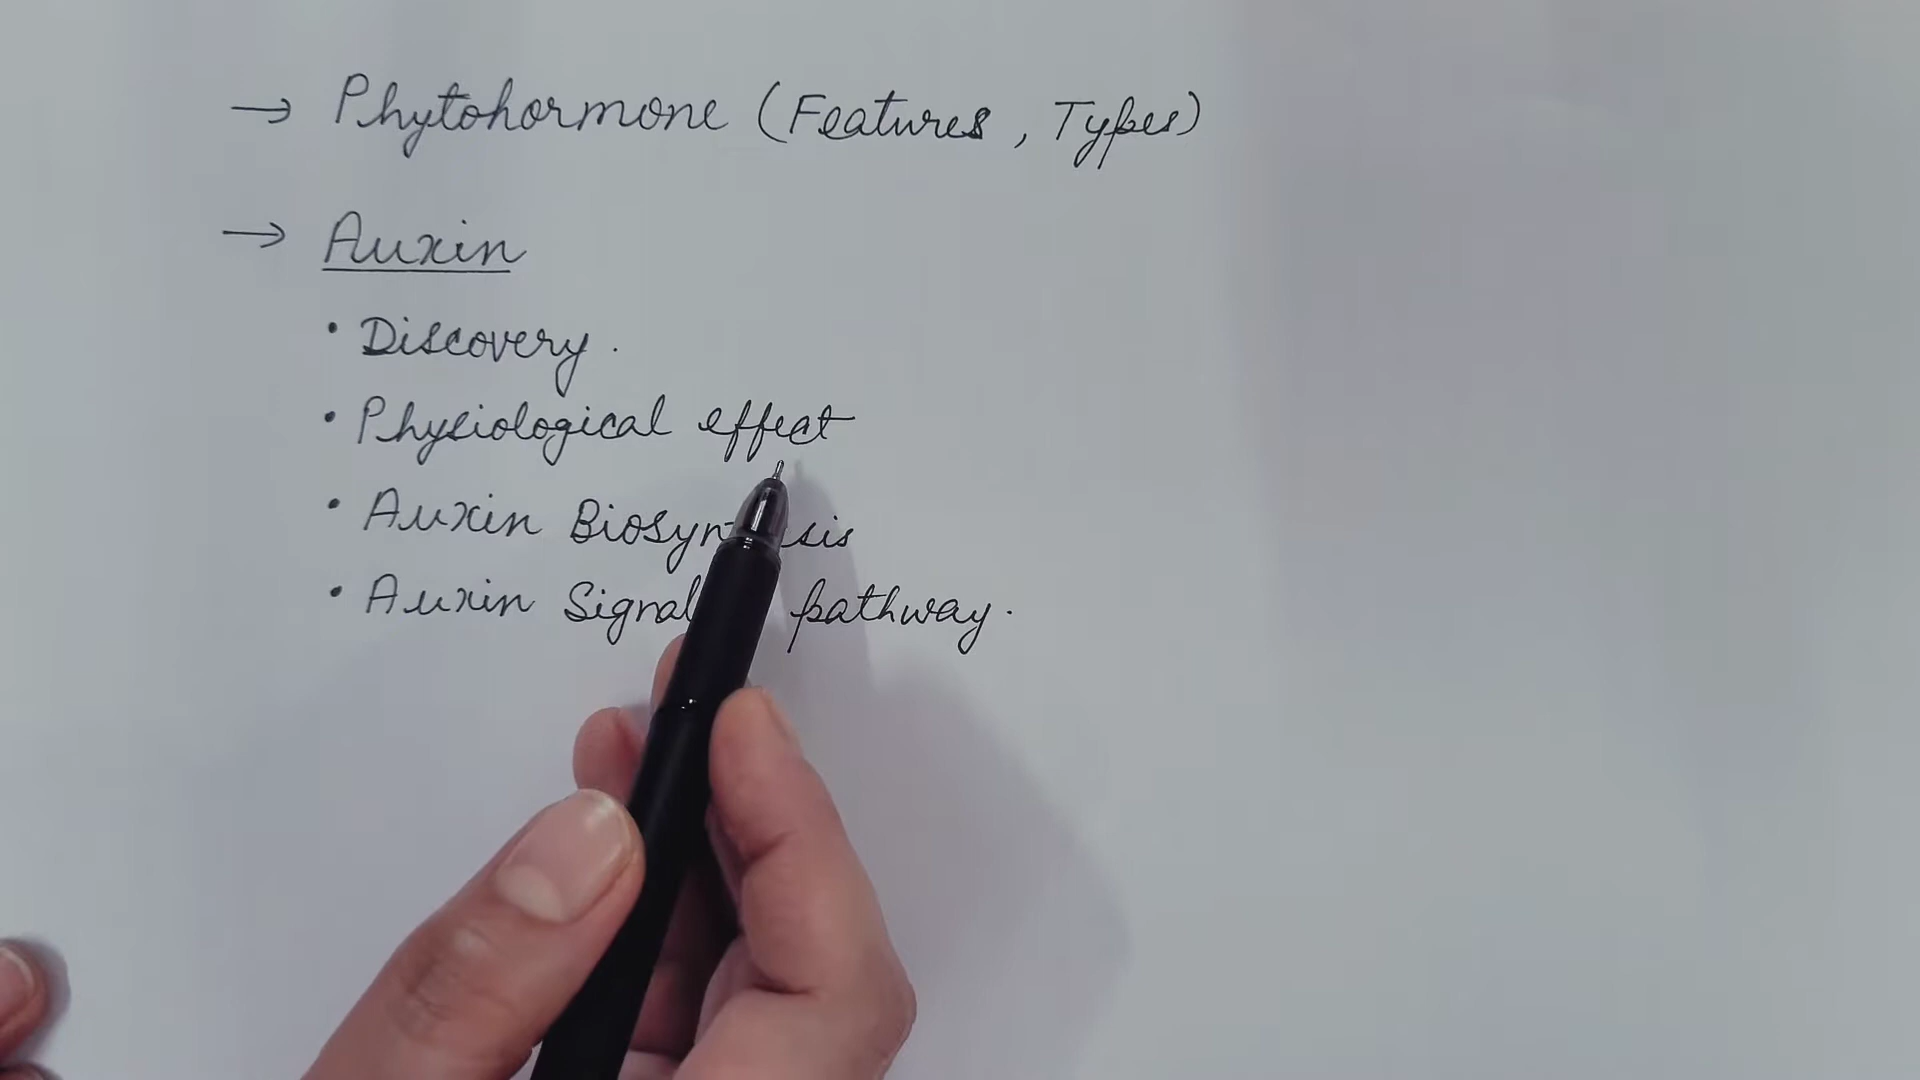 → Phytohormone (Features, Types)
→ Auxin
• Discovery.
• Physiological effect
• Auxin
• Auxin pathway.